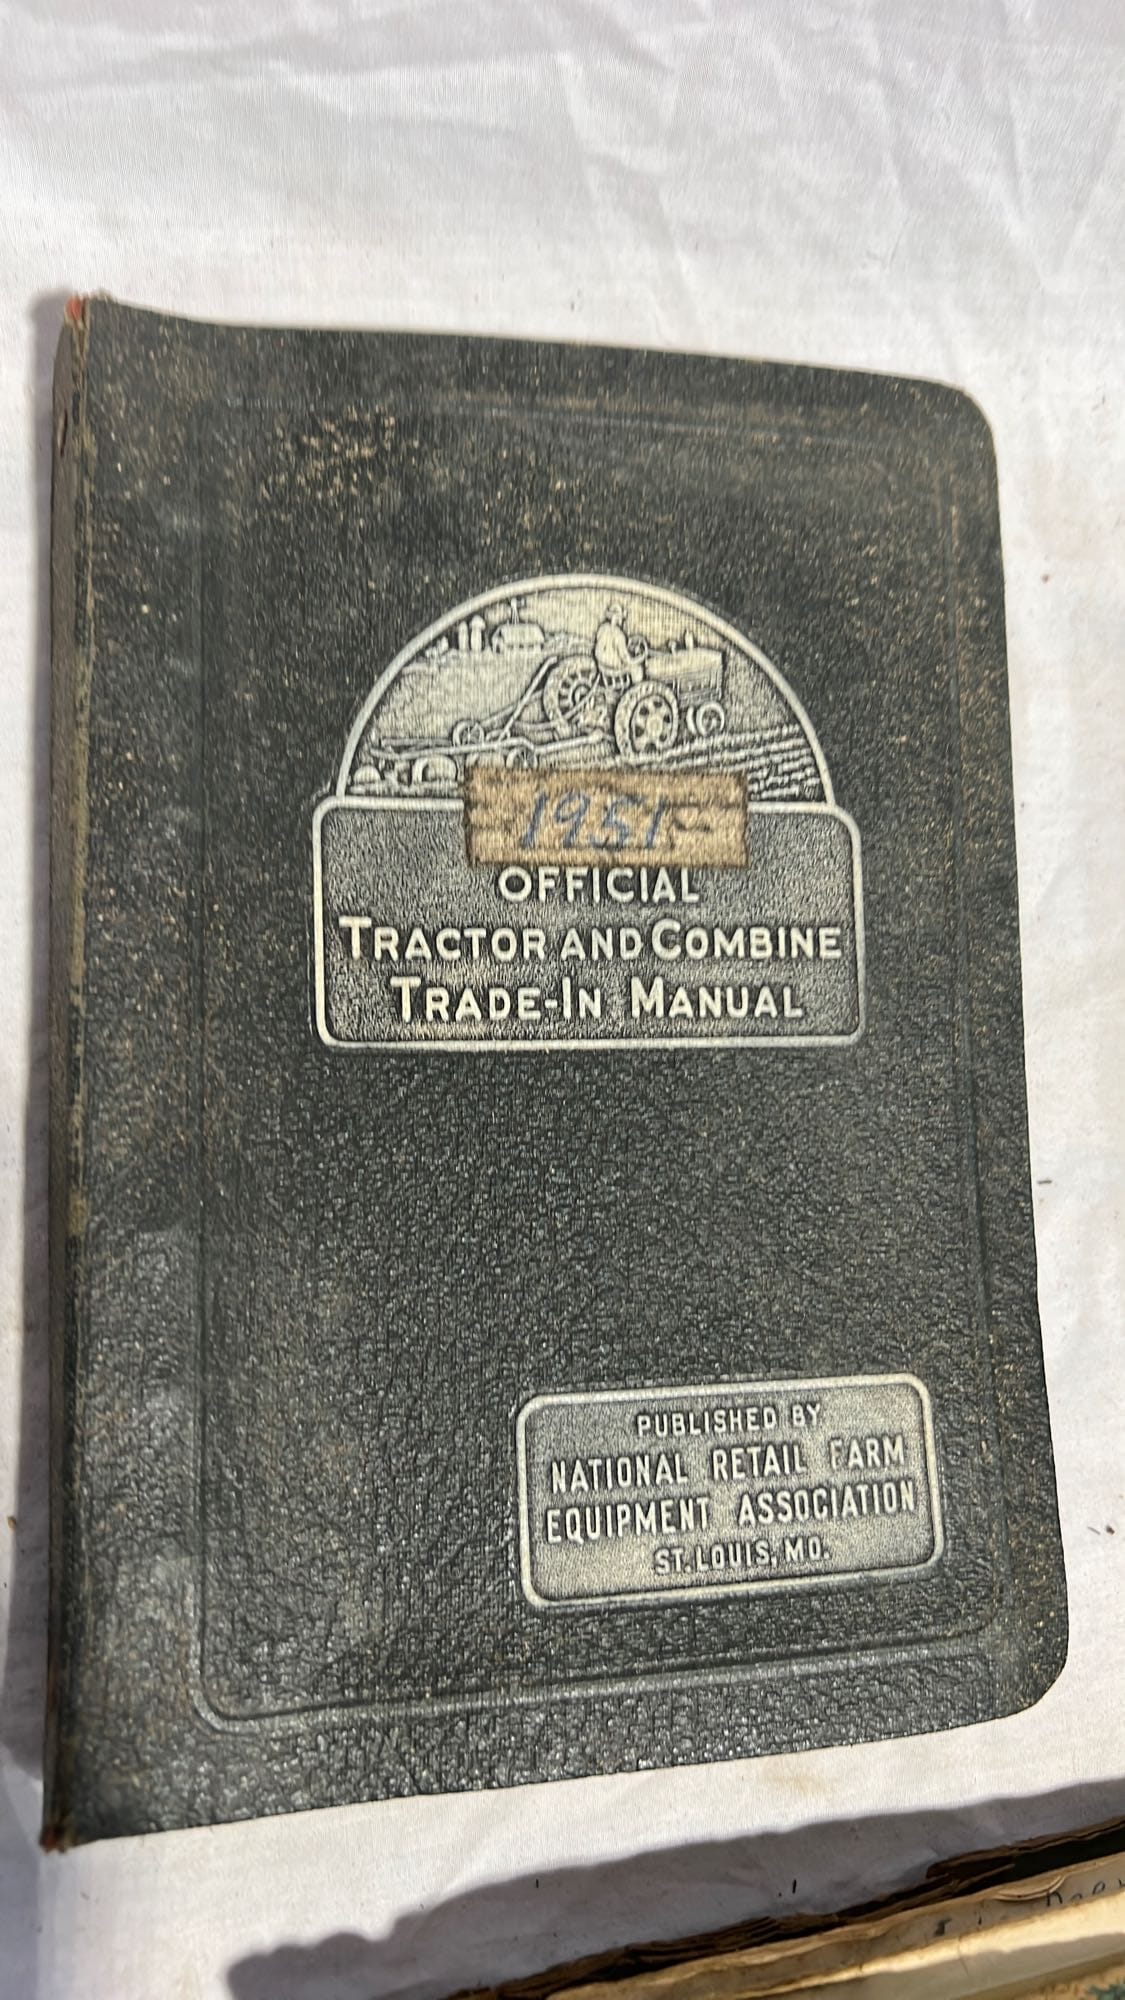 1951
OFFICIAL
TRACTOR AND COMBINE
TRADE-IN MANUAL
PUBLISHED BY
NATIONAL RETAIL FARM
EQUIPMENT ASSOCIATION
ST. LOUIS, MO.